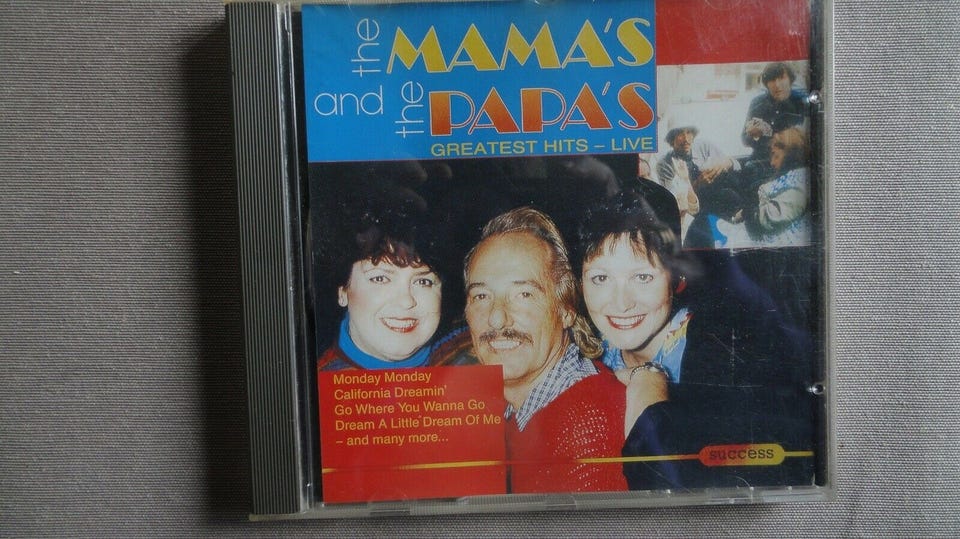 the MAMA'S
and the PAPA'S
GREATEST HITS – LIVE
Monday Monday
California Dreamin'
Go Where You Wanna Go
Dream A Little Dream Of Me
– and many more...
success